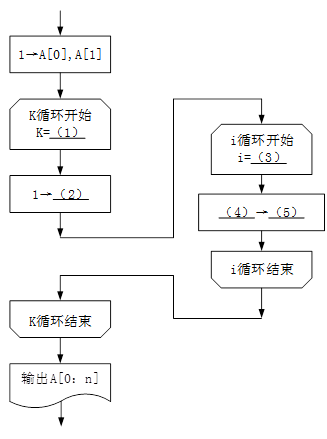 1→A[0],A[1]
K循环开始
K=（1）
1→（2）
i循环开始
i=（3）
（4）→（5）
i循环结束
K循环结束
输出A[0：n]